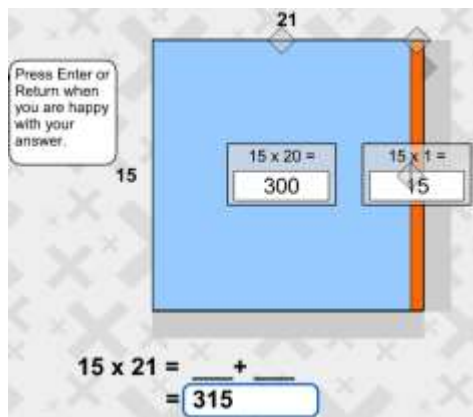 21
Press Enter or
Return when
you are happy
with your
answer.
15
15 x 20 =
300
15 x 1 =
15
15 x 21 = ___ + ___
= 315